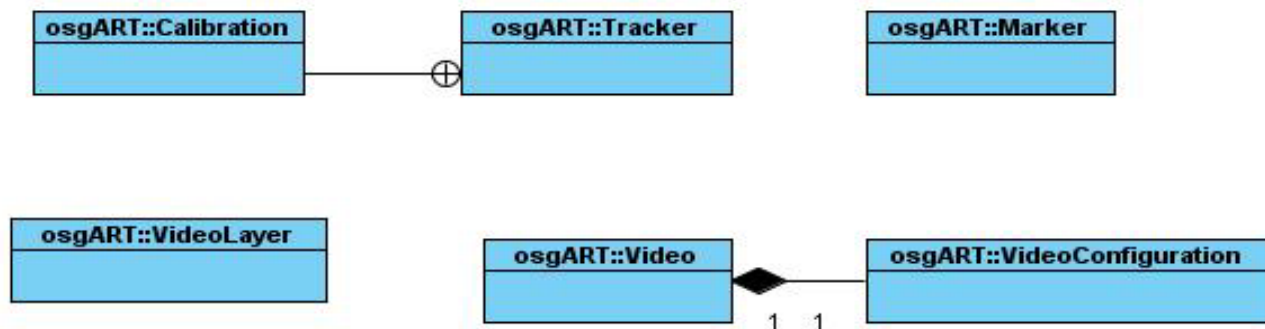 osgART::Calibration
osgART::Tracker
osgART::Marker
osgART::VideoLayer
osgART::Video
osgART::VideoConfiguration
1 1